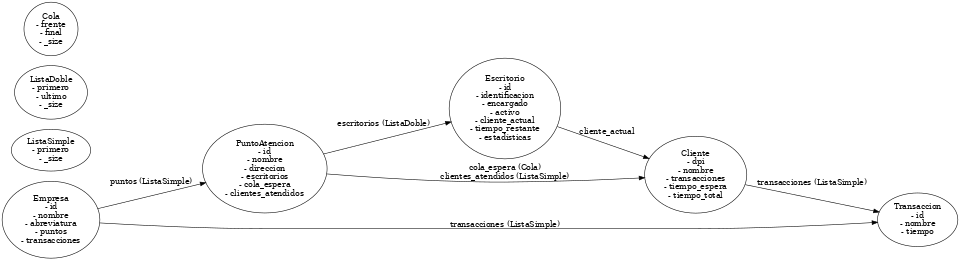 Cola
- frente
- final
- _size
ListaDoble
- primero
- ultimo
- _size
ListaSimple
- primero
- _size
Empresa
- id
- nombre
- abreviatura
- puntos
- transacciones
puntos (ListaSimple)
PuntoAtencion
- id
- nombre
- direccion
- escritorios
- cola_espera
- clientes_atendidos
escritorios (ListaDoble)
Escritorio
- id
- identificacion
- encargado
- activo
- cliente_actual
- tiempo_restante
- estadisticas
cliente_actual
cola_espera (Cola)
clientes_atendidos (ListaSimple)
Cliente
- dpi
- nombre
- transacciones
- tiempo_espera
- tiempo_total
transacciones (ListaSimple)
transacciones (ListaSimple)
Transaccion
- id
- nombre
- tiempo